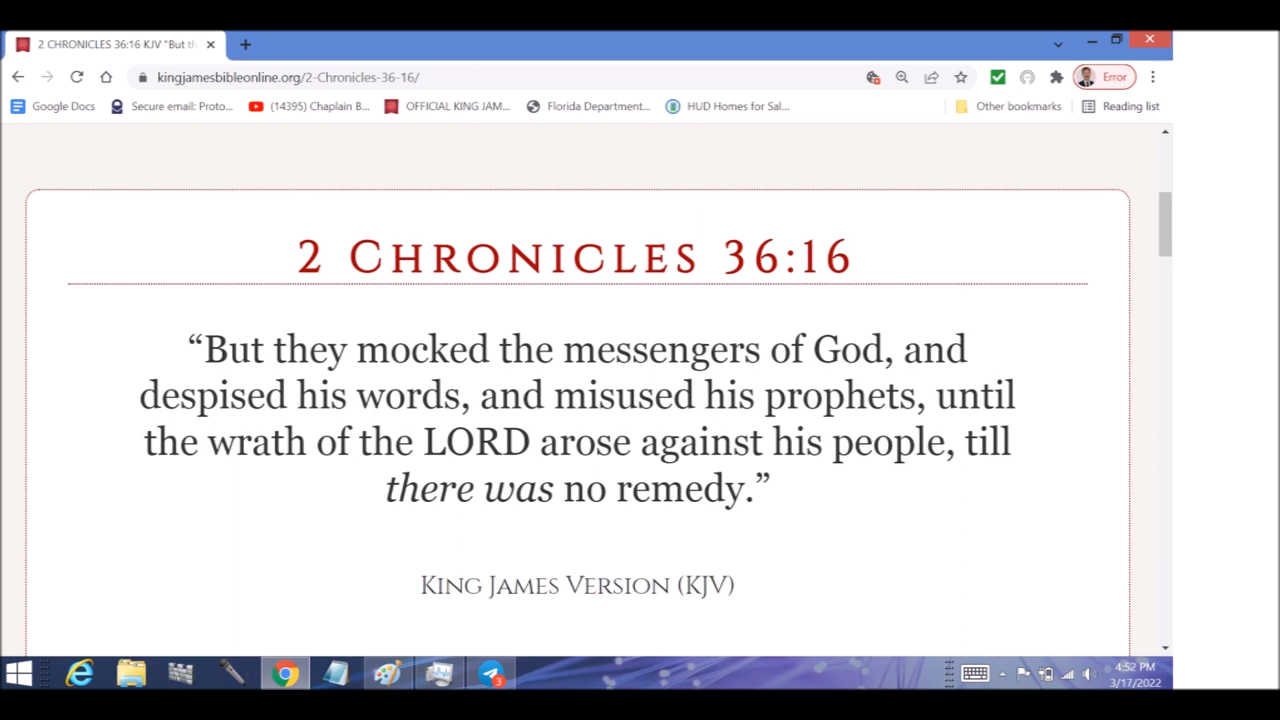 2 CHRONICLES 36:16 KJV "But th
kingjamesbibleonline.org/2-Chronicles-36-16/
Error
Google Docs
Secure email: Proto...
(14395) Chaplain B...
OFFICIAL KING JAM...
Florida Department...
HUD Homes for Sal...
Other bookmarks
Reading list
2 CHRONICLES 36:16
“But they mocked the messengers of God, and
despised his words, and misused his prophets, until
the wrath of the LORD arose against his people, till
there was no remedy.”
KING JAMES VERSION (KJV)
3
4:52 PM
3/17/2022